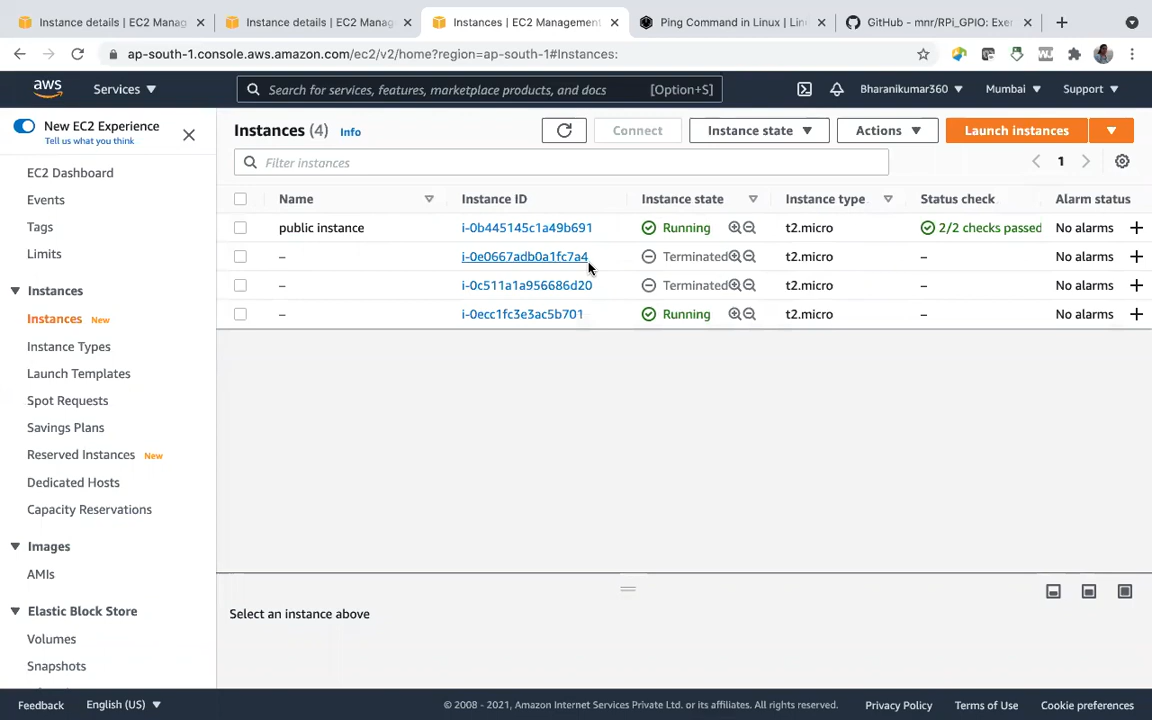 Instance details | EC2 Manag
Instance details | EC2 Manag
Instances | EC2 Management
Ping Command in Linux | Lin
GitHub - mnr/RPi_GPIO: Exer
ap-south-1.console.aws.amazon.com/ec2/v2/home?region=ap-south-1#Instances:
aws
Services
Search for services, features, marketplace products, and docs
[Option+S]
Bharanikumar360
Mumbai
Support
New EC2 Experience
Tell us what you think
Instances (4) Info
Connect
Instance state
Actions
Launch instances
Filter instances
1
EC2 Dashboard
Events
Tags
Limits
Instances
Instances New
Instance Types
Launch Templates
Spot Requests
Savings Plans
Reserved Instances New
Dedicated Hosts
Capacity Reservations
Images
AMIs
Elastic Block Store
Volumes
Snapshots
Name Instance ID Instance state Instance type Status check Alarm status
public instance i-0b445145c1a49b691 Running t2.micro 2/2 checks passed No alarms +
– i-0e0667adb0a1fc7a4 Terminated t2.micro – No alarms +
– i-0c511a1a956686d20 Terminated t2.micro – No alarms +
– i-0ecc1fc3e3ac5b701 Running t2.micro – No alarms +
Select an instance above
Feedback
English (US)
© 2008 - 2021, Amazon Internet Services Private Ltd. or its affiliates. All rights reserved.
Privacy Policy
Terms of Use
Cookie preferences